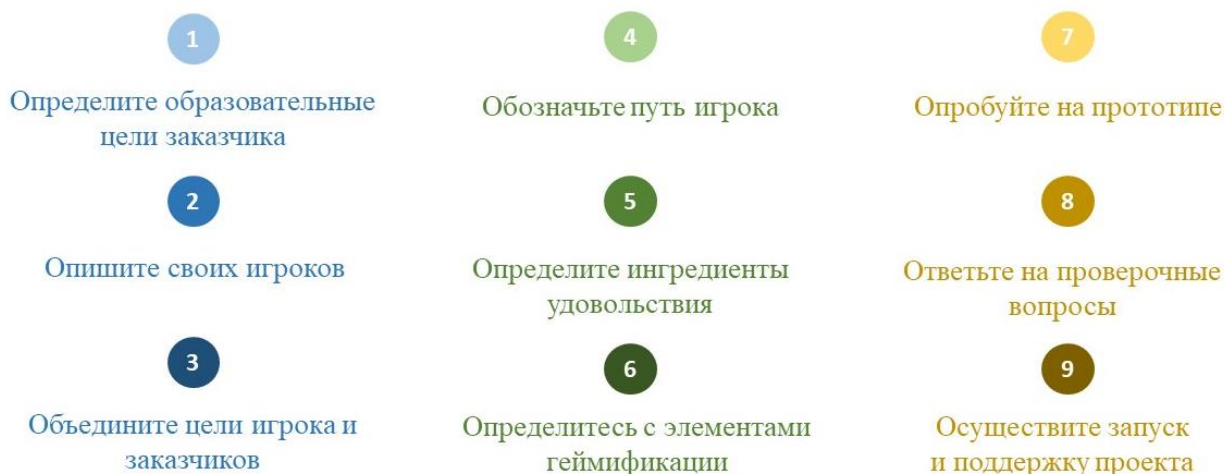 1
Определите образовательные
цели заказчика
2
Опишите своих игроков
3
Объедините цели игрока и
заказчиков
4
Обозначьте путь игрока
5
Определите ингредиенты
удовольствия
6
Определитесь с элементами
геймификации
7
Опробуйте на прототипе
8
Ответьте на проверочные
вопросы
9
Осуществите запуск
и поддержку проекта